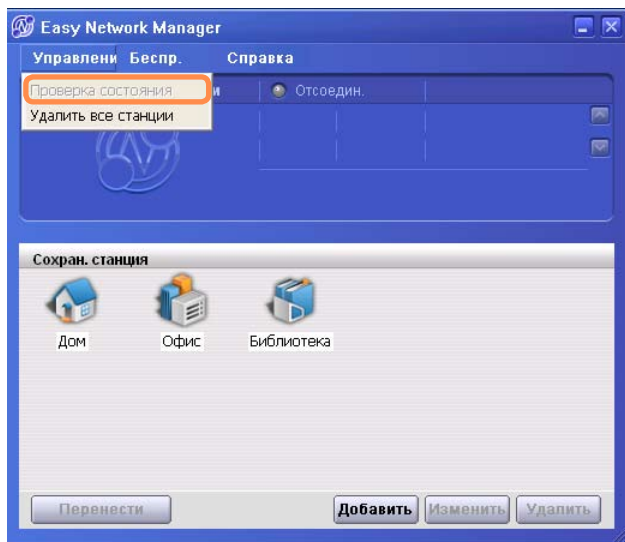 Easy Network Manager
Управлени Беспр. Справка
Проверка состояния и Отсоедин.
Удалить все станции
Сохран. станция
Дом Офис Библиотека
Перенести Добавить Изменить Удалить